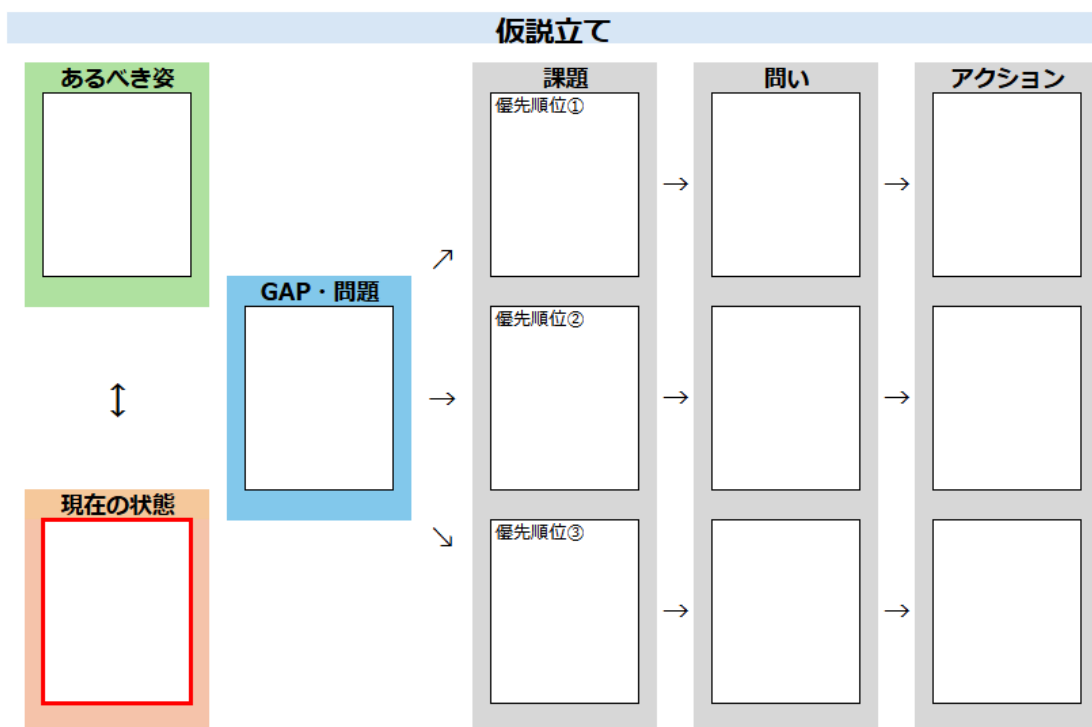 仮説立て
あるべき姿
課題
問い
アクション
優先順位①
→
→
↗
GAP・問題
優先順位②
↕
→
→
→
現在の状態
優先順位③
↘
→
→